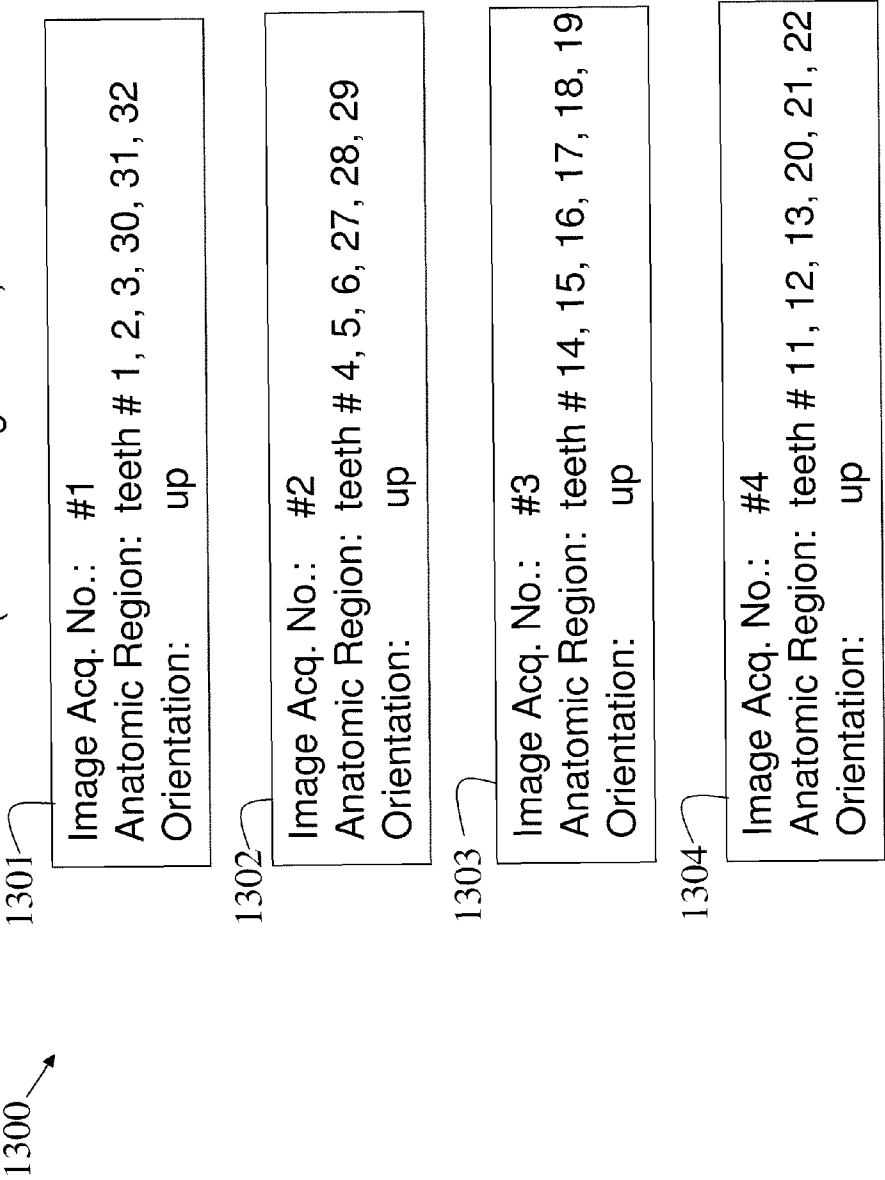 1300
1301
Image Acq. No.: #1
Anatomic Region: teeth # 1, 2, 3, 30, 31, 32
Orientation: up
1302
Image Acq. No.: #2
Anatomic Region: teeth # 4, 5, 6, 27, 28, 29
Orientation: up
1303
Image Acq. No.: #3
Anatomic Region: teeth # 14, 15, 16, 17, 18, 19
Orientation: up
1304
Image Acq. No.: #4
Anatomic Region: teeth # 11, 12, 13, 20, 21, 22
Orientation: up